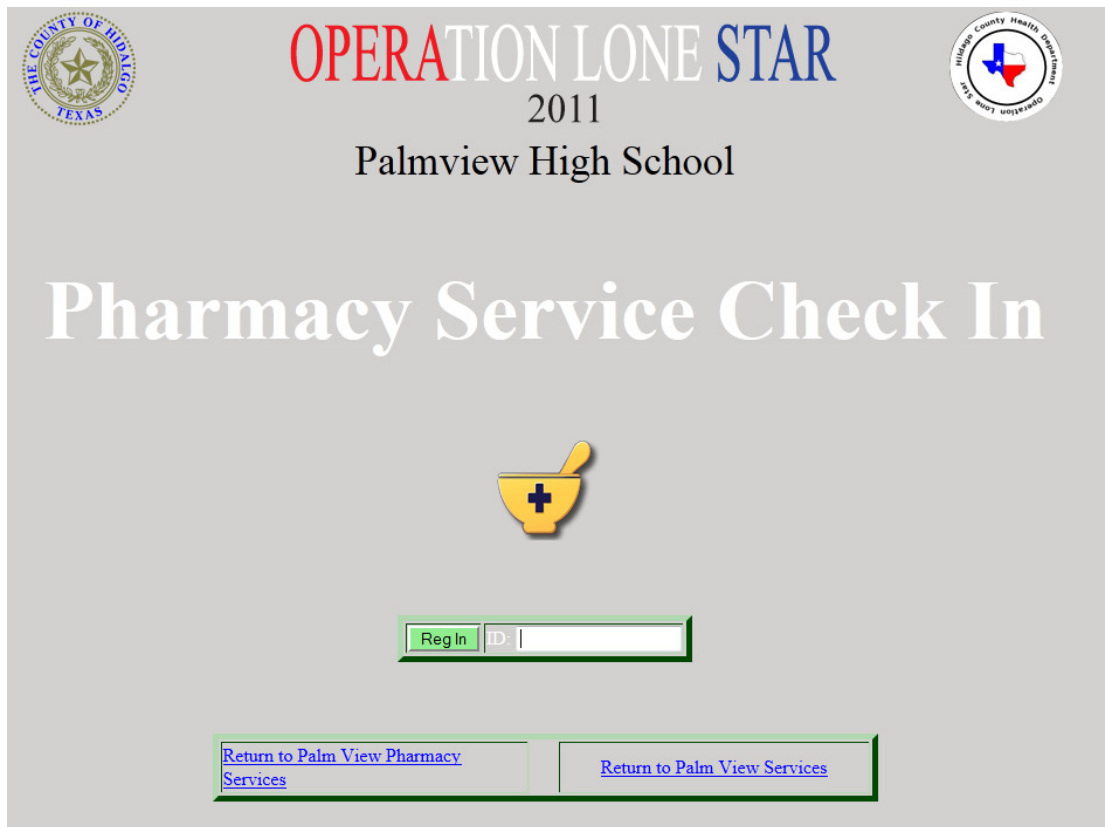 THE COUNTY OF HIDALGO
TEXAS
OPERATION LONE STAR
2011
Palmview High School
Hildago County Health Department
Operation Lone Star
Pharmacy Service Check In
Reg In
ID:
Return to Palm View Pharmacy
Services
Return to Palm View Services